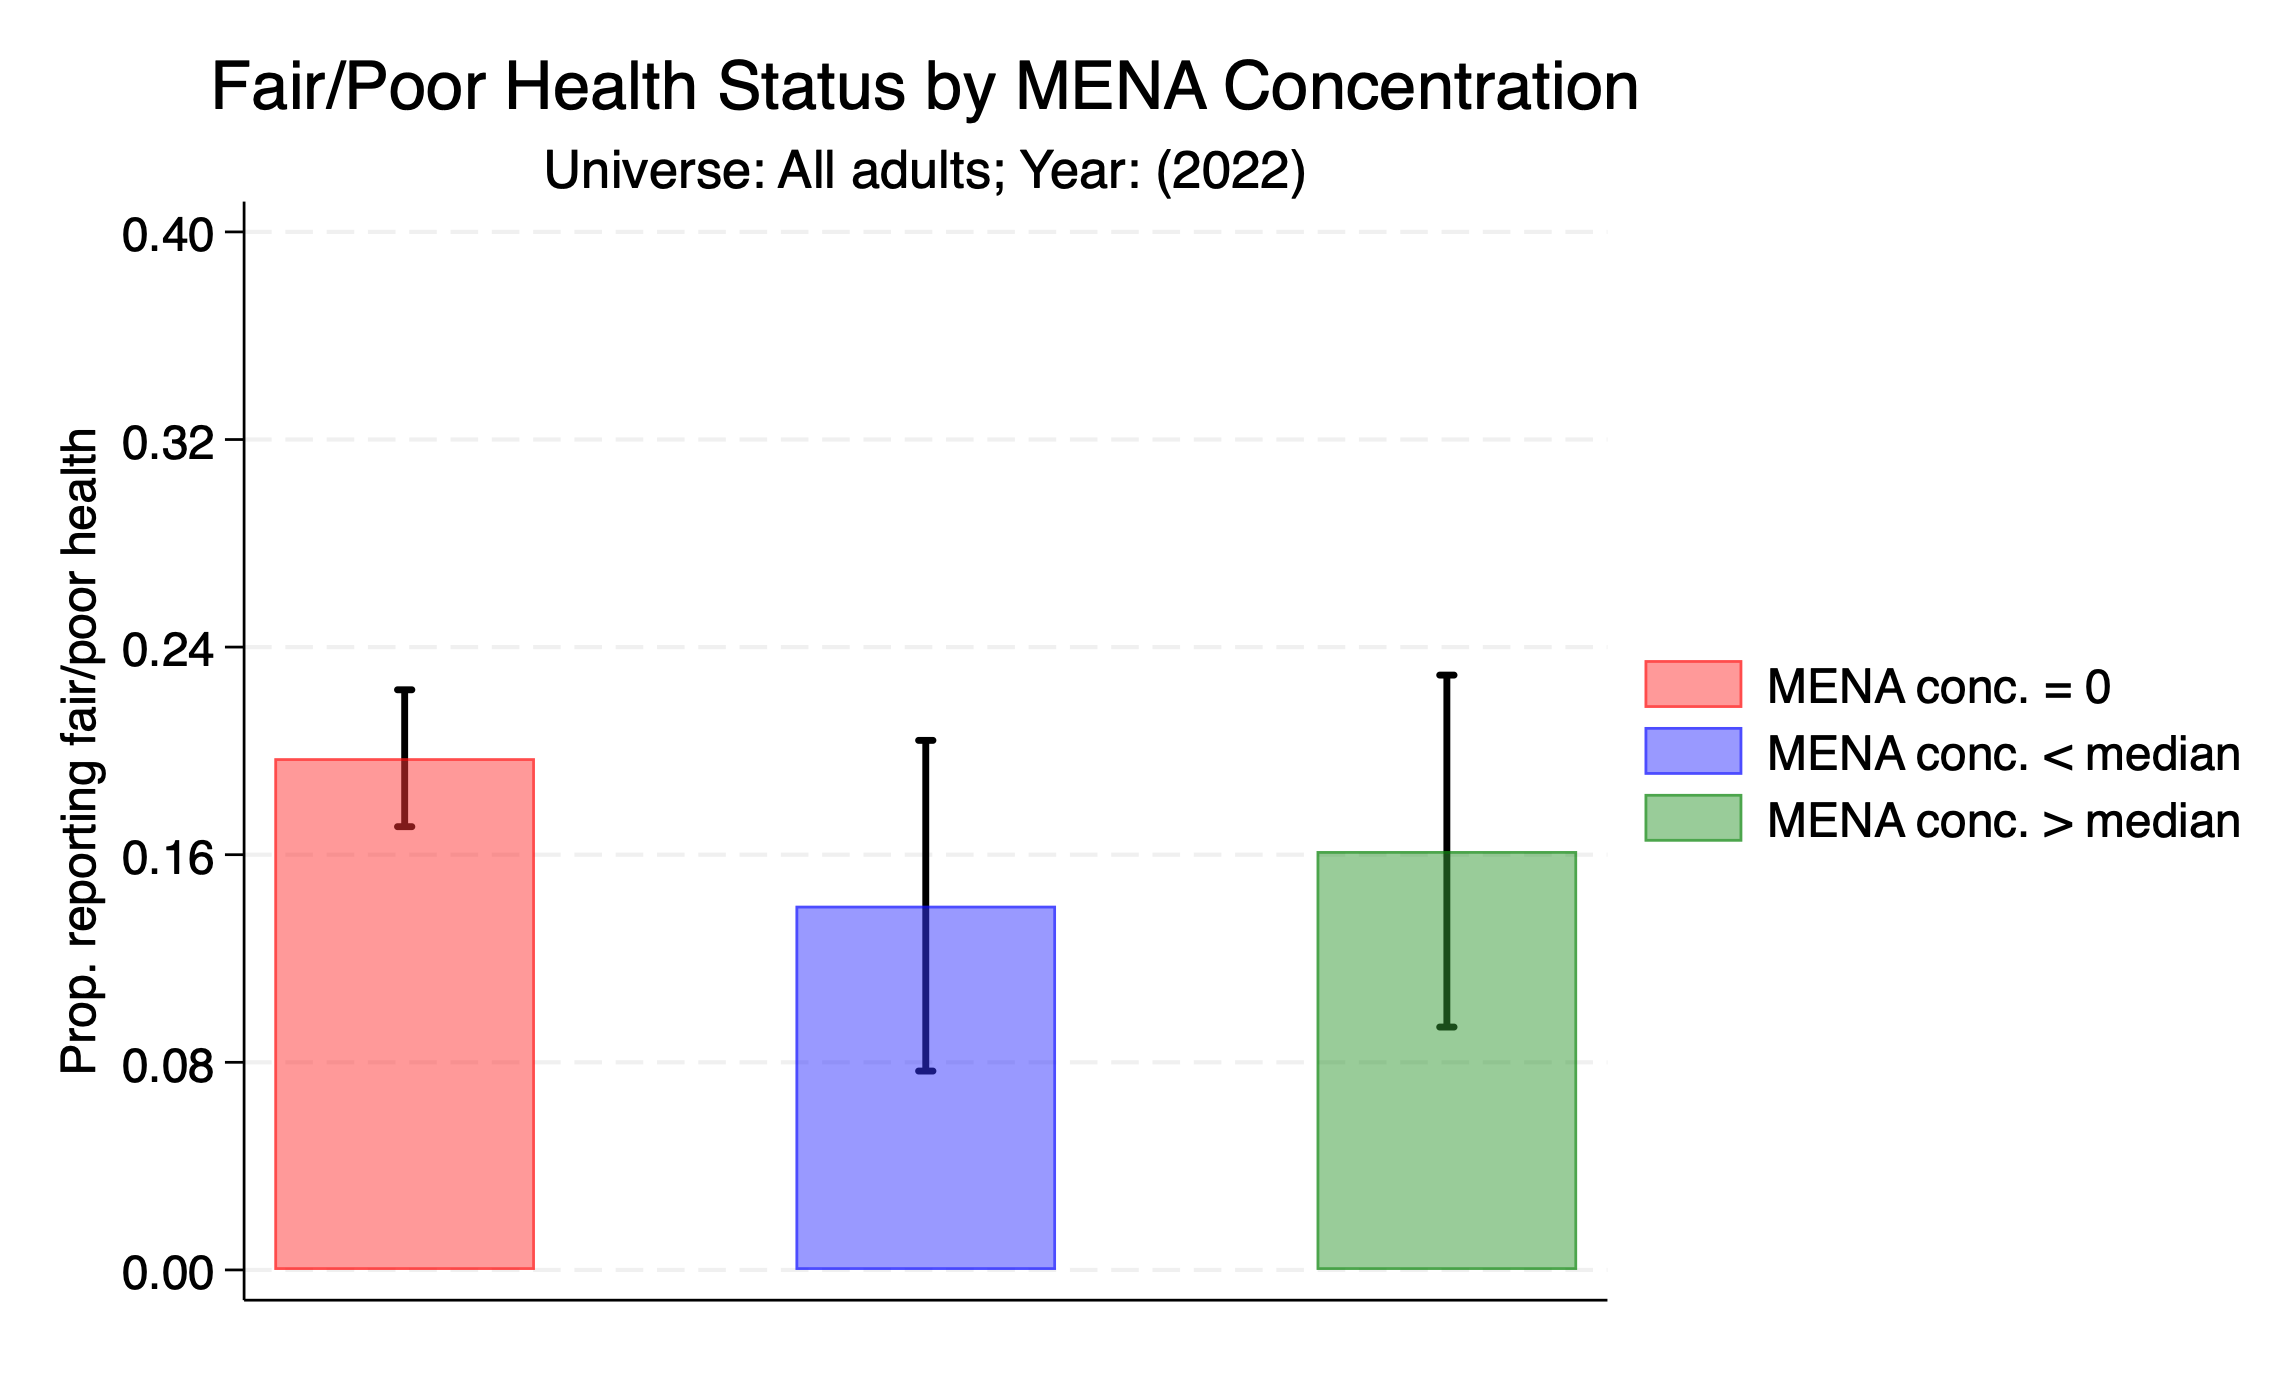 Fair/Poor Health Status by MENA Concentration
Universe: All adults; Year: (2022)
Prop. reporting fair/poor health
0.40
0.32
0.24
0.16
0.08
0.00
MENA conc. = 0
MENA conc. < median
MENA conc. > median